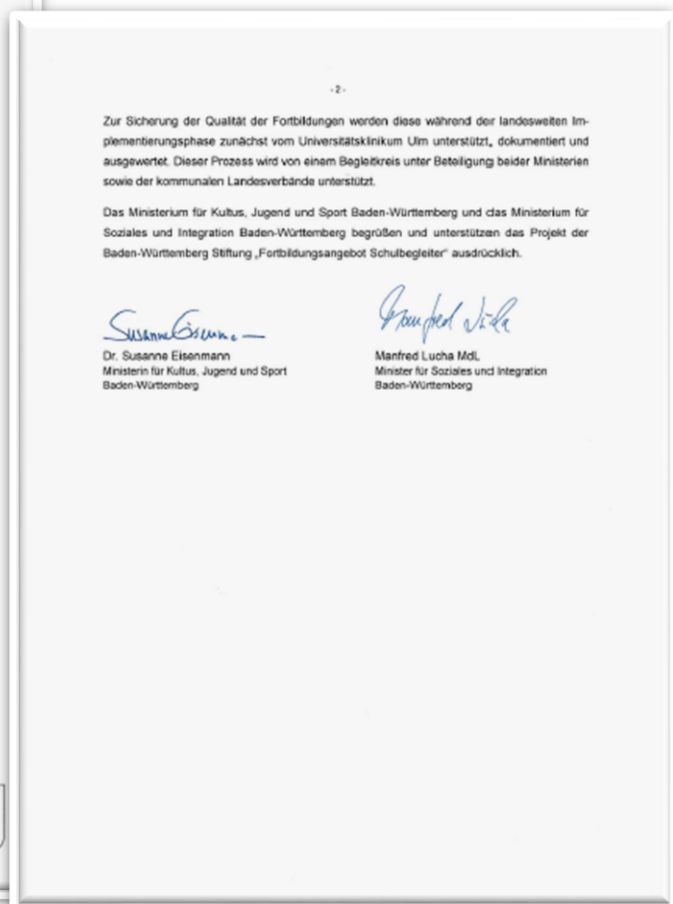 -2-
Zur Sicherung der Qualität der Fortbildungen werden diese während der landesweiten Im-
plementierungsphase zunächst vom Universitätsklinikum Ulm unterstützt, dokumentiert und
ausgewertet. Dieser Prozess wird von einem Begleitkreis unter Beteiligung beider Ministerien
sowie der kommunalen Landesverbände unterstützt.
Das Ministerium für Kultus, Jugend und Sport Baden-Württemberg und das Ministerium für
Soziales und Integration Baden-Württemberg begrüßen und unterstützen das Projekt der
Baden-Württemberg Stiftung „Fortbildungsangebot Schulbegleiter“ ausdrücklich.
Susanne Eisenmann
Manfred Lucha
Dr. Susanne Eisenmann
Ministerin für Kultus, Jugend und Sport
Baden-Württemberg
Manfred Lucha MdL
Minister für Soziales und Integration
Baden-Württemberg